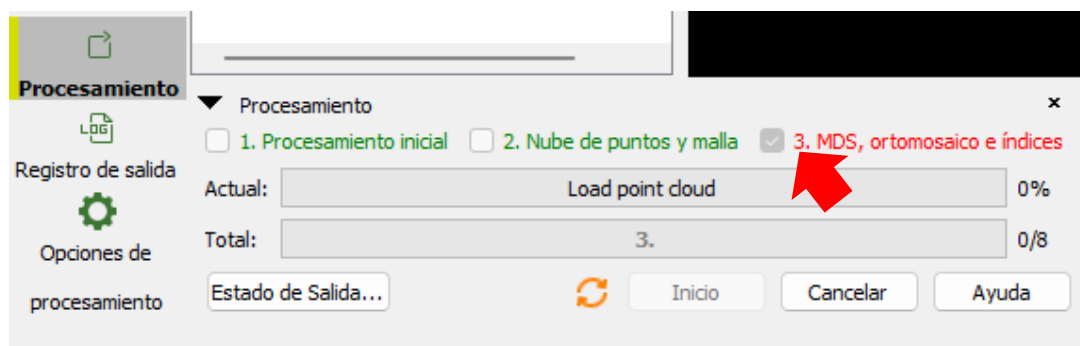 Procesamiento
LOG
Registro de salida
Opciones de
procesamiento
Procesamiento
1. Procesamiento inicial 2. Nube de puntos y malla 3. MDS, ortomosaico e índices
Actual: Load point cloud 0%
Total: 3. 0/8
Estado de Salida... Inicio Cancelar Ayuda